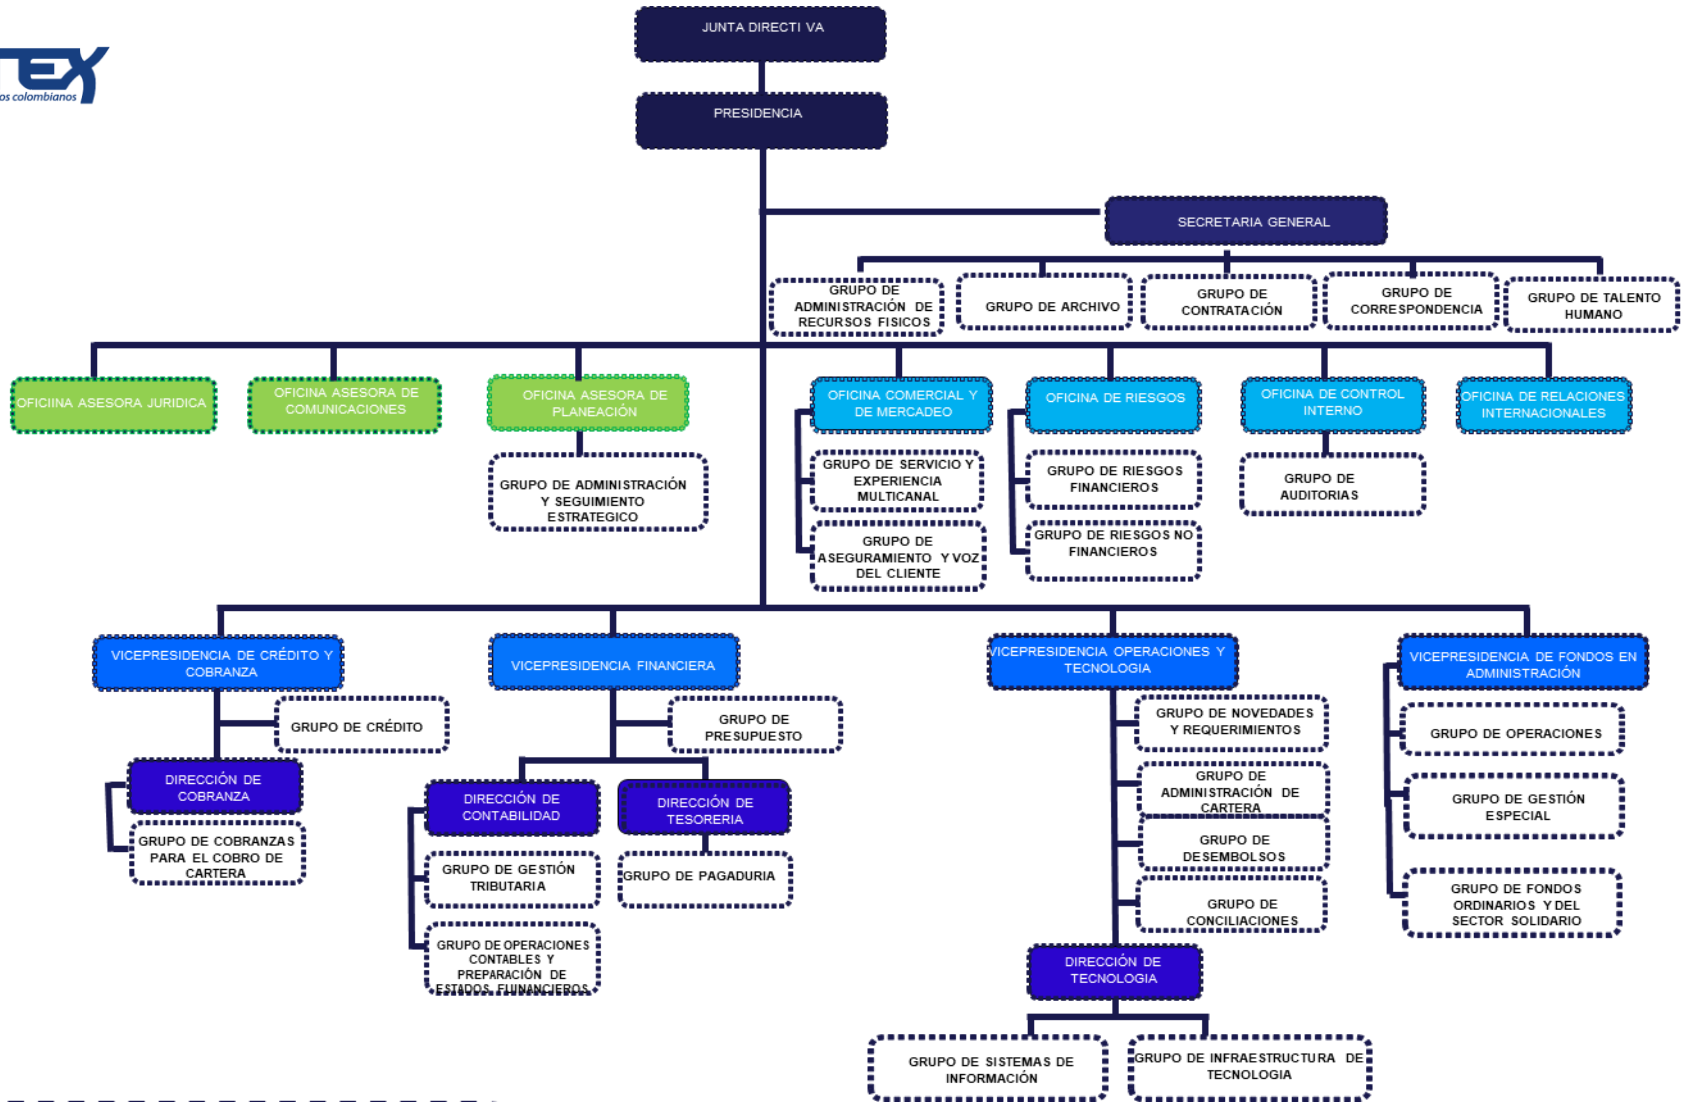 JUNTA DIRECTI VA
TEX
os colombianos
PRESIDENCIA
SECRETARIA GENERAL
GRUPO DE
ADMINISTRACIÓN DE
RECURSOS FISICOS
GRUPO DE ARCHIVO
GRUPO DE
CONTRATACIÓN
GRUPO DE
CORRESPONDENCIA
GRUPO DE TALENTO
HUMANO
OFICIINA ASESORA JURIDICA
OFICINA ASESORA DE
COMUNICACIONES
OFICINA ASESORA DE
PLANEACIÓN
OFICINA COMERCIAL Y
DE MERCADEO
OFICINA DE RIESGOS
OFICINA DE CONTROL
INTERNO
OFICINA DE RELACIONES
INTERNACIONALES
GRUPO DE ADMINISTRACIÓN
Y SEGUIMIENTO
ESTRATEGICO
GRUPO DE SERVICIO Y
EXPERIENCIA
MULTICANAL
GRUPO DE RIESGOS
FINANCIEROS
GRUPO DE
AUDITORIAS
GRUPO DE
ASEGURAMIENTO Y VOZ
DEL CLIENTE
GRUPO DE RIESGOS NO
FINANCIEROS
VICEPRESIDENCIA DE CRÉDITO Y
COBRANZA
VICEPRESIDENCIA FINANCIERA
VICEPRESIDENCIA OPERACIONES Y
TECNOLOGIA
VICEPRESIDENCIA DE FONDOS EN
ADMINISTRACIÓN
GRUPO DE CRÉDITO
GRUPO DE
PRESUPUESTO
GRUPO DE NOVEDADES
Y REQUERIMIENTOS
GRUPO DE OPERACIONES
DIRECCIÓN DE
COBRANZA
DIRECCIÓN DE
CONTABILIDAD
DIRECCIÓN DE
TESORERIA
GRUPO DE
ADMINISTRACIÓN DE
CARTERA
GRUPO DE GESTIÓN
ESPECIAL
GRUPO DE COBRANZAS
PARA EL COBRO DE
CARTERA
GRUPO DE GESTIÓN
TRIBUTARIA
GRUPO DE PAGADURIA
GRUPO DE
DESEMBOLSOS
GRUPO DE
CONCILIACIONES
GRUPO DE FONDOS
ORDINARIOS Y DEL
SECTOR SOLIDARIO
GRUPO DE OPERACIONES
CONTABLES Y
PREPARACIÓN DE
ESTADOS FIUNANCIEROS
DIRECCIÓN DE
TECNOLOGIA
GRUPO DE SISTEMAS DE
INFORMACIÓN
GRUPO DE INFRAESTRUCTURA DE
TECNOLOGIA